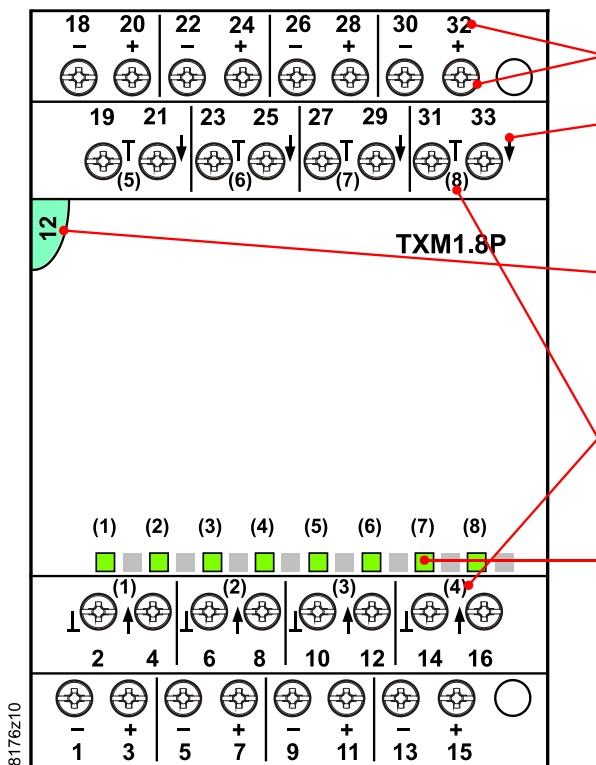 18 20 22 24 26 28 30 32
− + − + − + − +
19 21 23 25 27 29 31 33
(5) (6) (7) (8)
12
TXM1.8P
(1) (2) (3) (4) (5) (6) (7) (8)
(1) (2) (3) (4)
2 4 6 8 10 12 14 16
− + − + − + − +
1 3 5 7 9 11 13 15
8176z10